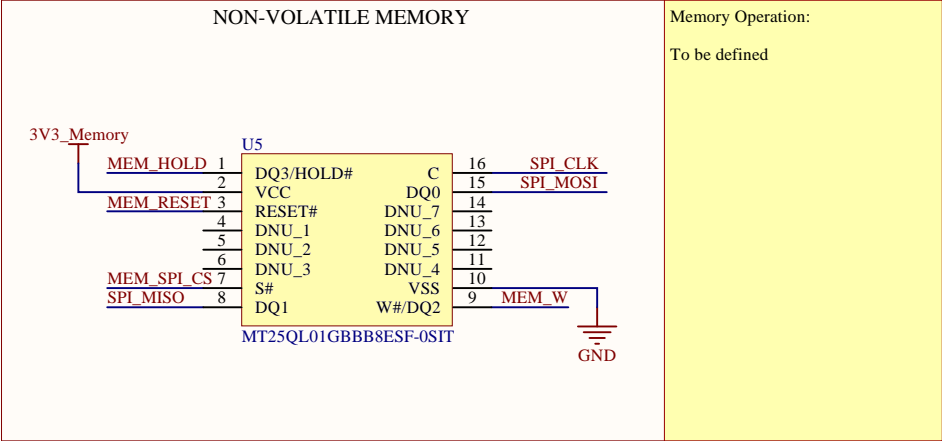 NON-VOLATILE MEMORY
Memory Operation:
To be defined
3V3_Memory
U5
MEM_HOLD 1 DQ3/HOLD# C 16 SPI_CLK
2 VCC DQ0 15 SPI_MOSI
MEM_RESET 3 RESET# DNU_7 14
4 DNU_1 DNU_6 13
5 DNU_2 DNU_5 12
6 DNU_3 DNU_4 11
MEM_SPI_CS 7 S# VSS 10
SPI_MISO 8 DQ1 W#/DQ2 9 MEM_W
MT25QL01GBBB8ESF-0SIT
GND